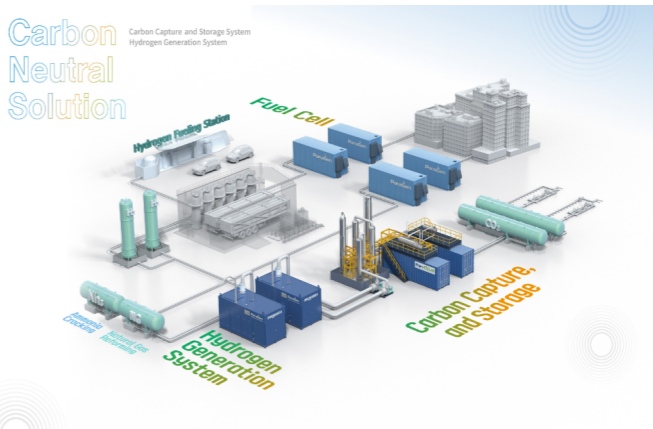 Carbon
Neutral
Solution
Carbon Capture and Storage System
Hydrogen Generation System
Fuel Cell
Hydrogen Fueling Station
CO₂
Carbon Capture,
and Storage
Ammonia
Cracking
Natural Gas
Reforming
Hydrogen
Generation
System